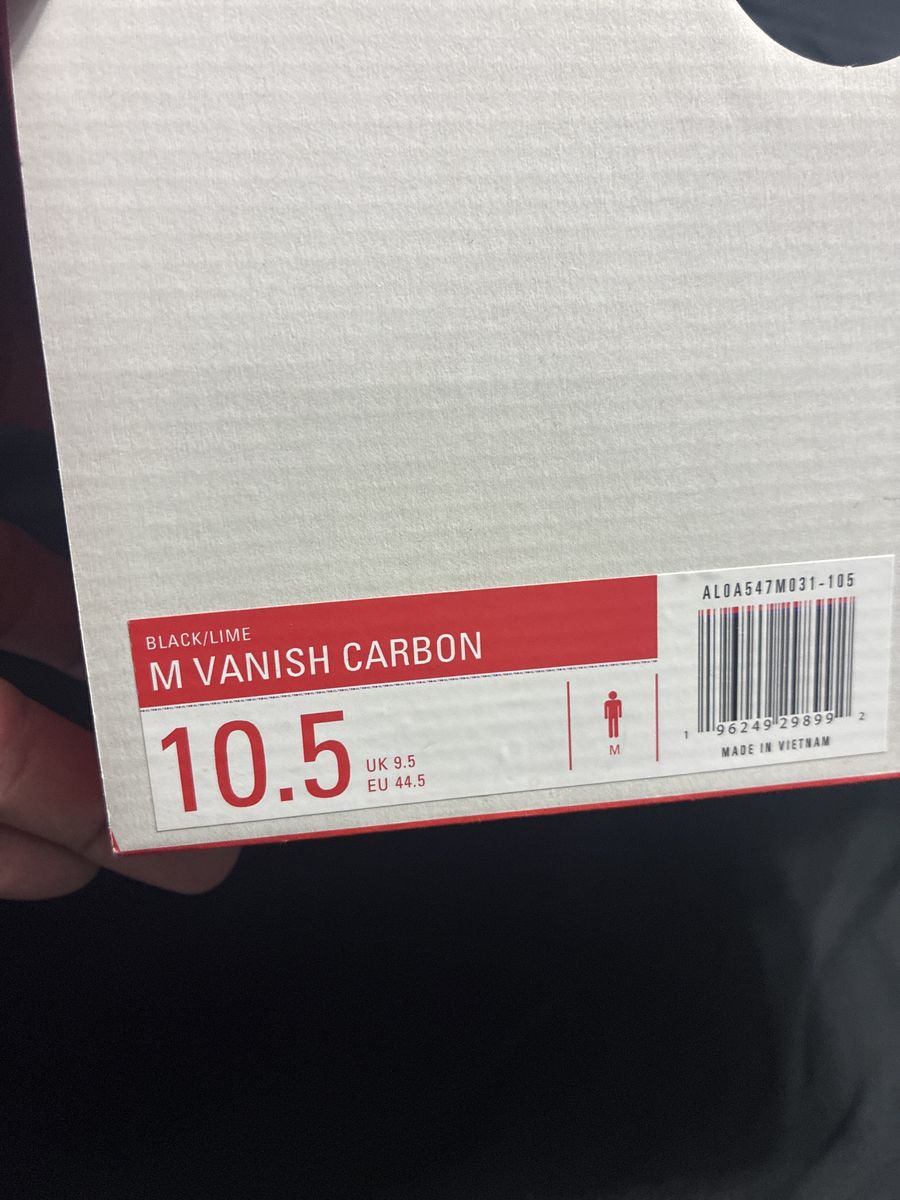 BLACK/LIME
M VANISH CARBON
10.5
UK 9.5
EU 44.5
M
AL0A547M031-105
1 96249 29899 2
MADE IN VIETNAM